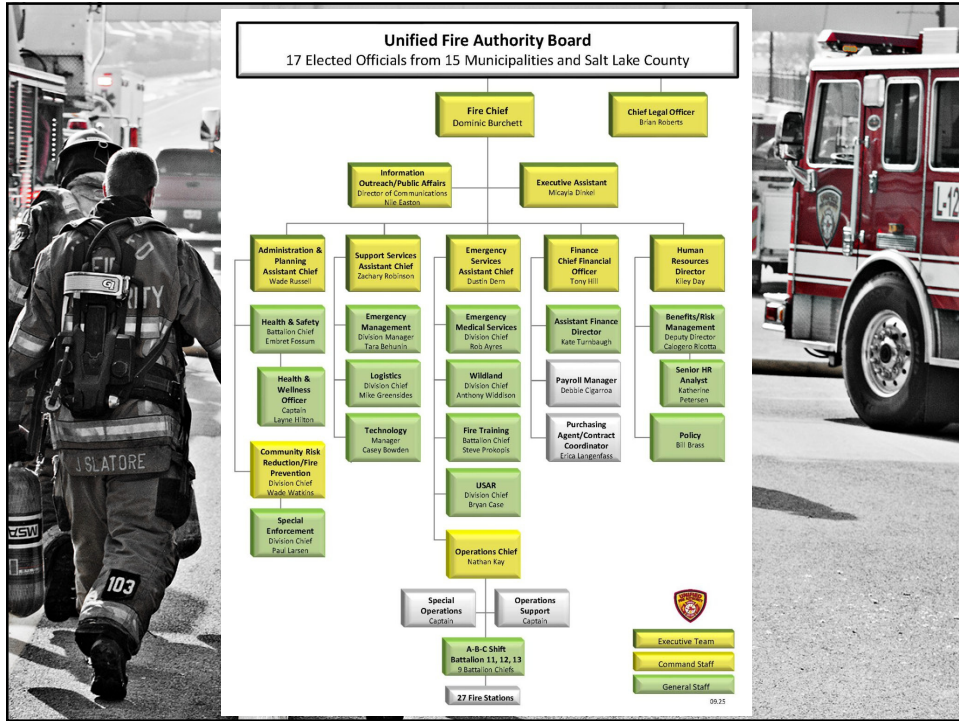 Unified Fire Authority Board
17 Elected Officials from 15 Municipalities and Salt Lake County
Fire Chief
Dominic Burchett
Chief Legal Officer
Brian Roberts
Information
Outreach/Public Affairs
Director of Communications
Nile Easton
Executive Assistant
Micayla Dinkel
Administration &
Planning
Assistant Chief
Wade Russell
Support Services
Assistant Chief
Zachary Robinson
Emergency
Services
Assistant Chief
Dustin Dern
Finance
Chief Financial
Officer
Tony Hill
Human
Resources
Director
Kiley Day
Health & Safety
Battalion Chief
Embret Fossum
Health &
Wellness
Officer
Captain
Layne Hilton
Community Risk
Reduction/Fire
Prevention
Division Chief
Wade Watkins
Special
Enforcement
Division Chief
Paul Larsen
Emergency
Management
Division Manager
Tara Behunin
Logistics
Division Chief
Mike Greensides
Technology
Manager
Casey Bowden
Emergency
Medical Services
Division Chief
Rob Ayres
Wildland
Division Chief
Anthony Widdison
Fire Training
Battalion Chief
Steve Prokopis
USAR
Division Chief
Bryan Case
Operations Chief
Nathan Kay
Special
Operations
Captain
Operations
Support
Captain
A-B-C Shift
Battalion 11, 12, 13
9 Battalion Chiefs
27 Fire Stations
Assistant Finance
Director
Kate Turnbaugh
Payroll Manager
Debbie Cigarroa
Purchasing
Agent/Contract
Coordinator
Erica Langenfass
Benefits/Risk
Management
Deputy Director
Calogero Ricotta
Senior HR
Analyst
Katherine
Petersen
Policy
Bill Brass
Executive Team
Command Staff
General Staff
09.25
J SLATORE
103
MSA
L-12